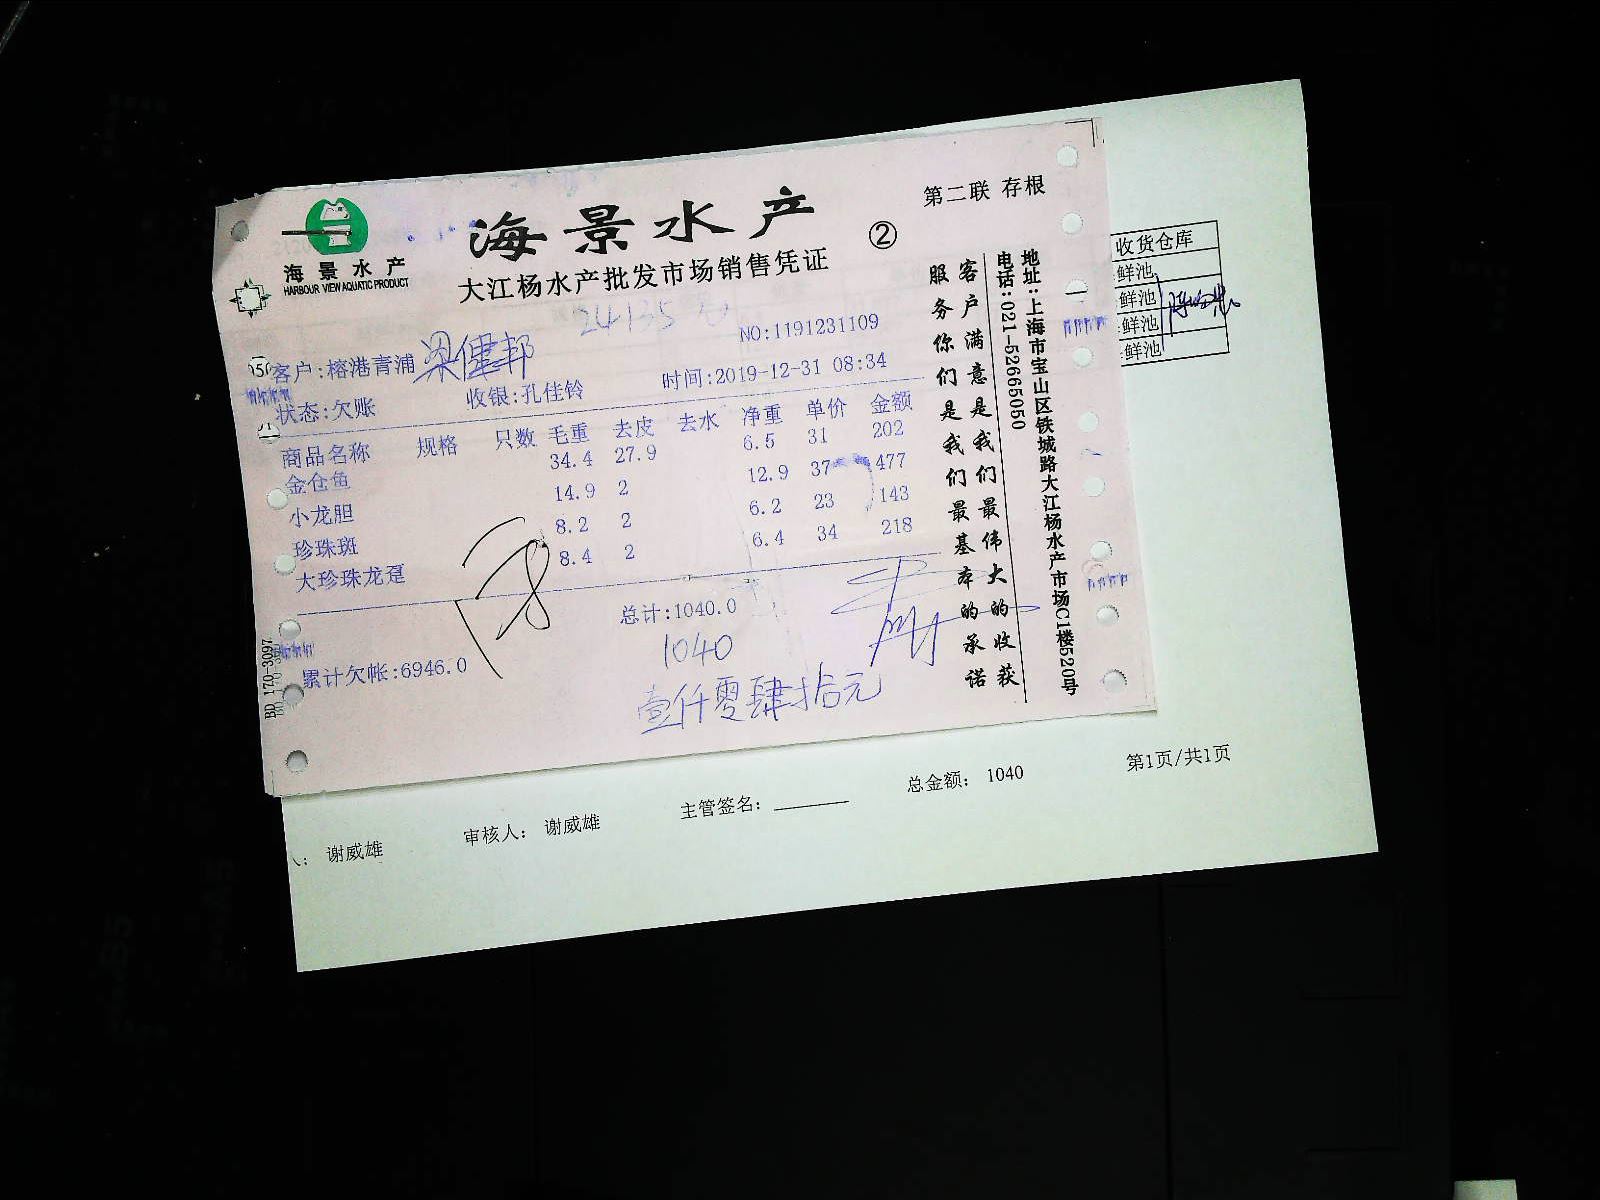 第二联 存根
海景水产
②
海景水产
HARBOUR VIEW AQUATIC PRODUCT
大江杨水产批发市场销售凭证
24135
NO:1191231109
客户:榕港青浦 梁健邦
时间:2019-12-31 08:34
状态:欠账 收银:孔佳铃
商品名称 规格 只数 毛重 去皮 去水 净重 单价 金额
金仓鱼 34.4 27.9 6.5 31 202
小龙胆 14.9 2 12.9 37 477
珍珠斑 8.2 2 6.2 23 143
大珍珠龙趸 8.4 2 6.4 34 218
总计:1040.0
1040
累计欠帐:6946.0
壹仟零肆拾元
BD 170-3097
客户满意是我们最伟大的收获
服务你们是我们最基本的承诺
地址:上海市宝山区铁城路大江杨水产市场C1楼520号
电话:021-52665050
收货仓库
鲜池
鲜池
鲜池
鲜池
谢威雄 审核人: 谢威雄 主管签名: 总金额: 1040 第1页/共1页